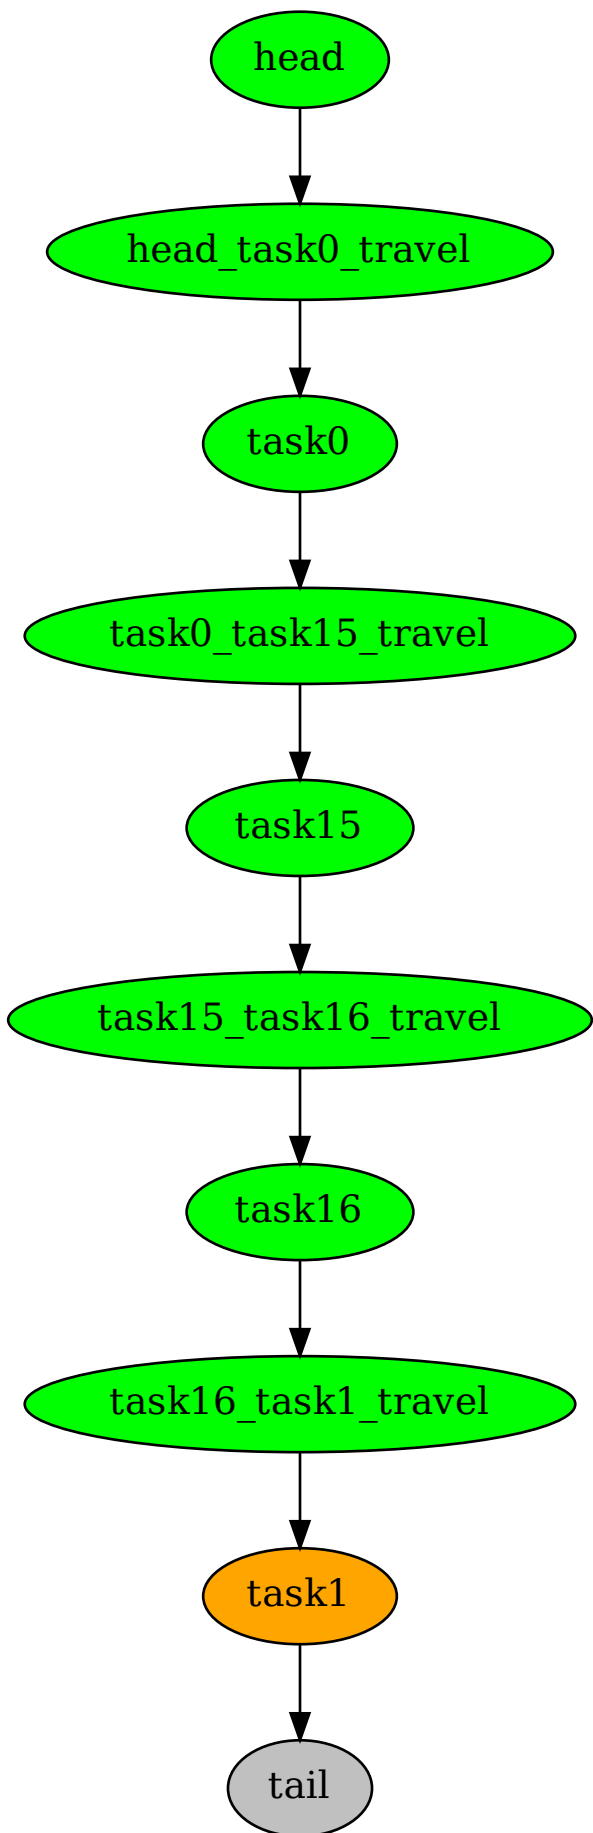 head
head_task0_travel
task0
task0_task15_travel
task15
task15_task16_travel
task16
task16_task1_travel
task1
tail